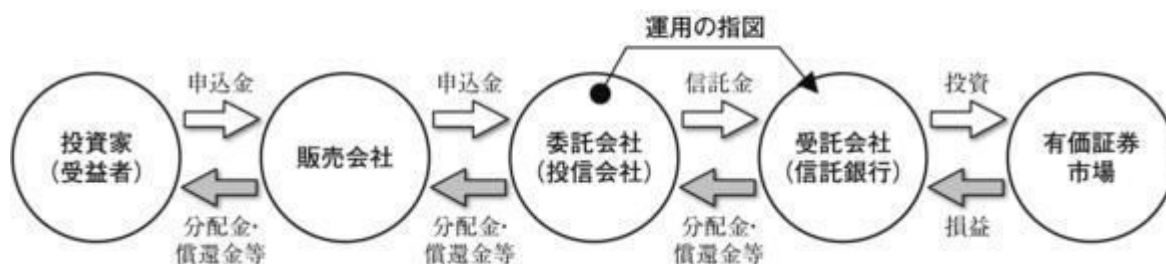 運用の指図
申込金
申込金
信託金
投資
投資家
(受益者)
販売会社
委託会社
(投信会社)
受託会社
(信託銀行)
有価証券
市場
分配金・
償還金等
分配金・
償還金等
分配金・
償還金等
損益